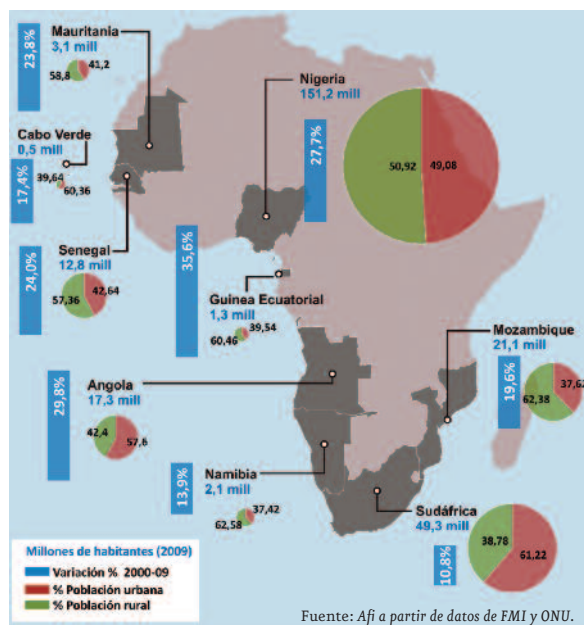 Mauritania
3,1 mill
23,8%
58,8
41,2
Nigeria
151,2 mill
27,7%
50,92
49,08
Cabo Verde
0,5 mill
17,4%
39,64
60,36
Senegal
12,8 mill
24,0%
57,36
42,64
35,6%
Guinea Ecuatorial
1,3 mill
60,46
39,54
Mozambique
21,1 mill
19,6%
62,38
37,62
Angola
17,3 mill
29,8%
42,4
57,6
Namibia
2,1 mill
13,9%
62,58
37,42
Sudáfrica
49,3 mill
10,8%
38,78
61,22
Millones de habitantes (2009)
Variación % 2000-09
% Población urbana
% Población rural
Fuente: Afi a partir de datos de FMI y ONU.